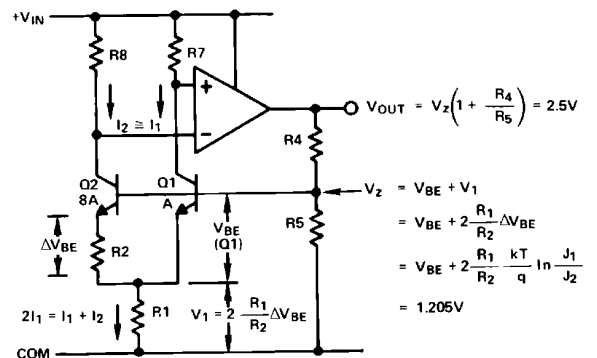 +VIN
R8
R7
I2 ≅ I1
+
−
VOUT = Vz(1 + R4/R5) = 2.5V
R4
Q2
8A
Q1
A
Vz = VBE + V1
= VBE + 2 R1/R2 ΔVBE
= VBE + 2 R1/R2 kT/q ln J1/J2
= 1.205V
ΔVBE
R2
VBE
(Q1)
R5
2I1 = I1 + I2
R1
V1 = 2 R1/R2 ΔVBE
COM